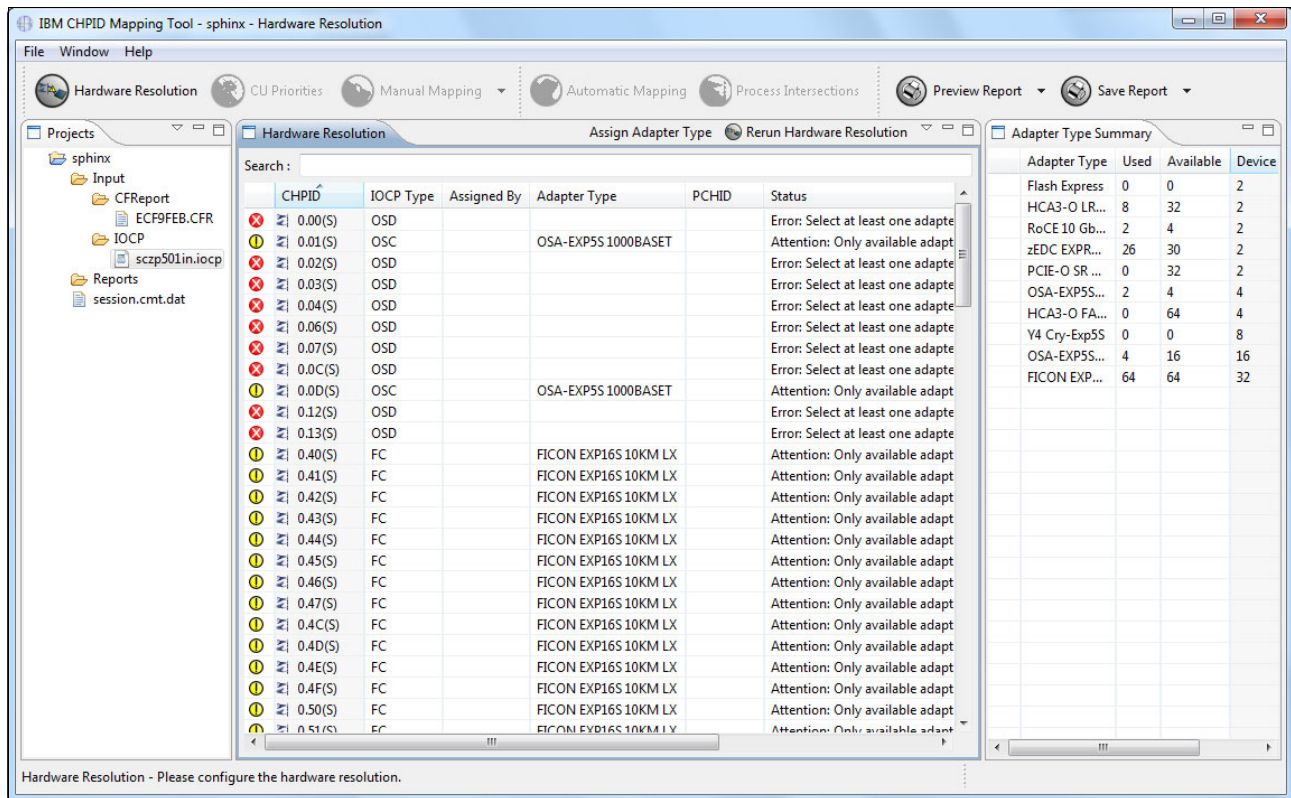 IBM CHPID Mapping Tool - sphinx - Hardware Resolution
File Window Help
Hardware Resolution CU Priorities Manual Mapping Automatic Mapping Process Intersections Preview Report Save Report
Projects
sphinx
Input
CFReport
ECF9FEB.CFR
IOCP
sczp501in.iocp
Reports
session.cmt.dat
Hardware Resolution Assign Adapter Type Rerun Hardware Resolution
Search :
CHPID IOCP Type Assigned By Adapter Type PCHID Status
0.00(S) OSD Error: Select at least one adapte
0.01(S) OSC OSA-EXP5S 1000BASET Attention: Only available adapt
0.02(S) OSD Error: Select at least one adapte
0.03(S) OSD Error: Select at least one adapte
0.04(S) OSD Error: Select at least one adapte
0.06(S) OSD Error: Select at least one adapte
0.07(S) OSD Error: Select at least one adapte
0.0C(S) OSD Error: Select at least one adapte
0.0D(S) OSC OSA-EXP5S 1000BASET Attention: Only available adapt
0.12(S) OSD Error: Select at least one adapte
0.13(S) OSD Error: Select at least one adapte
0.40(S) FC FICON EXP16S 10KM LX Attention: Only available adapt
0.41(S) FC FICON EXP16S 10KM LX Attention: Only available adapt
0.42(S) FC FICON EXP16S 10KM LX Attention: Only available adapt
0.43(S) FC FICON EXP16S 10KM LX Attention: Only available adapt
0.44(S) FC FICON EXP16S 10KM LX Attention: Only available adapt
0.45(S) FC FICON EXP16S 10KM LX Attention: Only available adapt
0.46(S) FC FICON EXP16S 10KM LX Attention: Only available adapt
0.47(S) FC FICON EXP16S 10KM LX Attention: Only available adapt
0.4C(S) FC FICON EXP16S 10KM LX Attention: Only available adapt
0.4D(S) FC FICON EXP16S 10KM LX Attention: Only available adapt
0.4E(S) FC FICON EXP16S 10KM LX Attention: Only available adapt
0.4F(S) FC FICON EXP16S 10KM LX Attention: Only available adapt
0.50(S) FC FICON EXP16S 10KM LX Attention: Only available adapt
0.51(S) FC FICON EXP16S 10KM LX Attention: Only available adapt
Adapter Type Summary
Adapter Type Used Available Device
Flash Express 0 0 2
HCA3-O LR... 8 32 2
RoCE 10 Gb... 2 4 2
zEDC EXPR... 26 30 2
PCIE-O SR ... 0 32 2
OSA-EXP5S... 2 4 4
HCA3-O FA... 0 64 4
Y4 Cry-Exp5S 0 0 8
OSA-EXP5S... 4 16 16
FICON EXP... 64 64 32
Hardware Resolution - Please configure the hardware resolution.